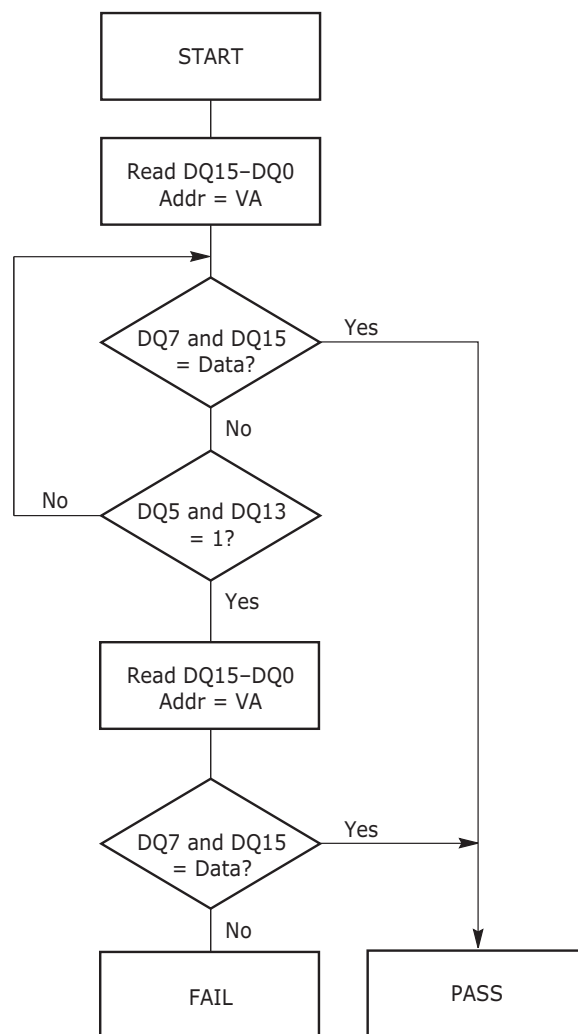 START
Read DQ15–DQ0
Addr = VA
DQ7 and DQ15
= Data?
Yes
No
No
DQ5 and DQ13
= 1?
Yes
Read DQ15–DQ0
Addr = VA
DQ7 and DQ15
= Data?
Yes
No
FAIL
PASS